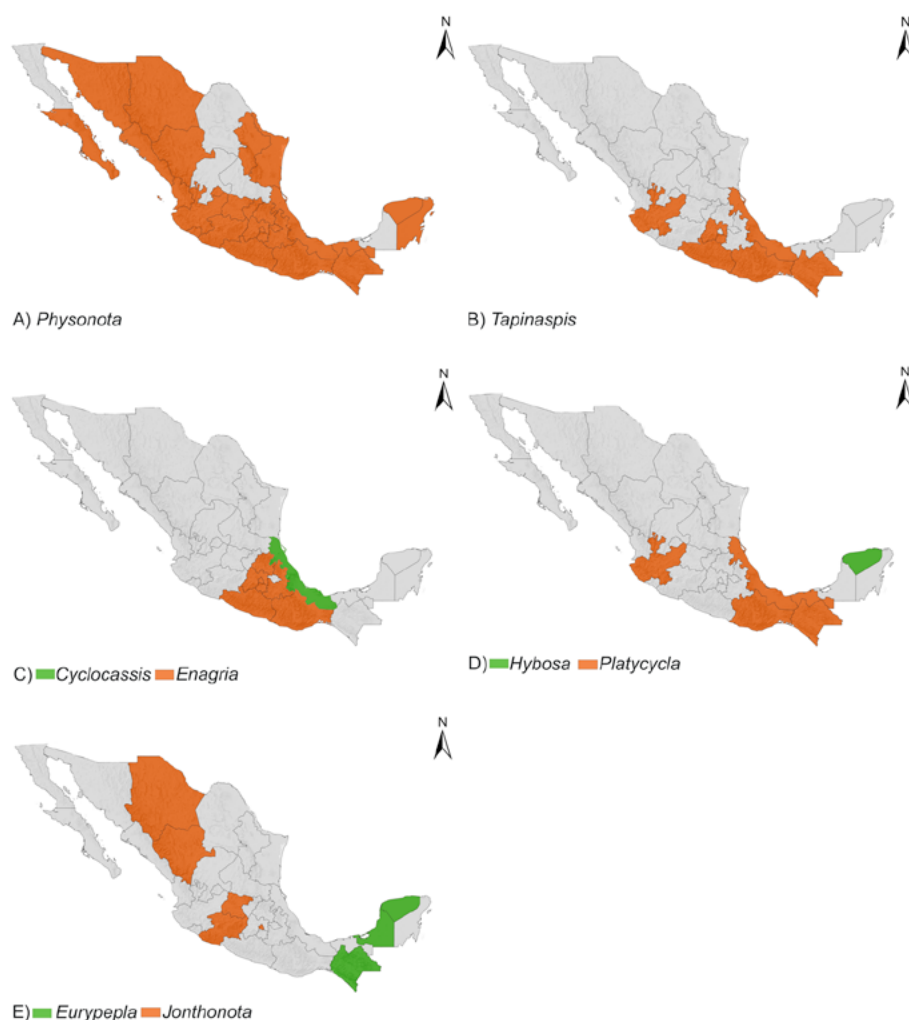 N
N
A) Physonota
B) Tapinaspis
N
N
C) Cyclocassis Enagria
D) Hybosa Platycycla
N
E) Eurypepla Jonthonota